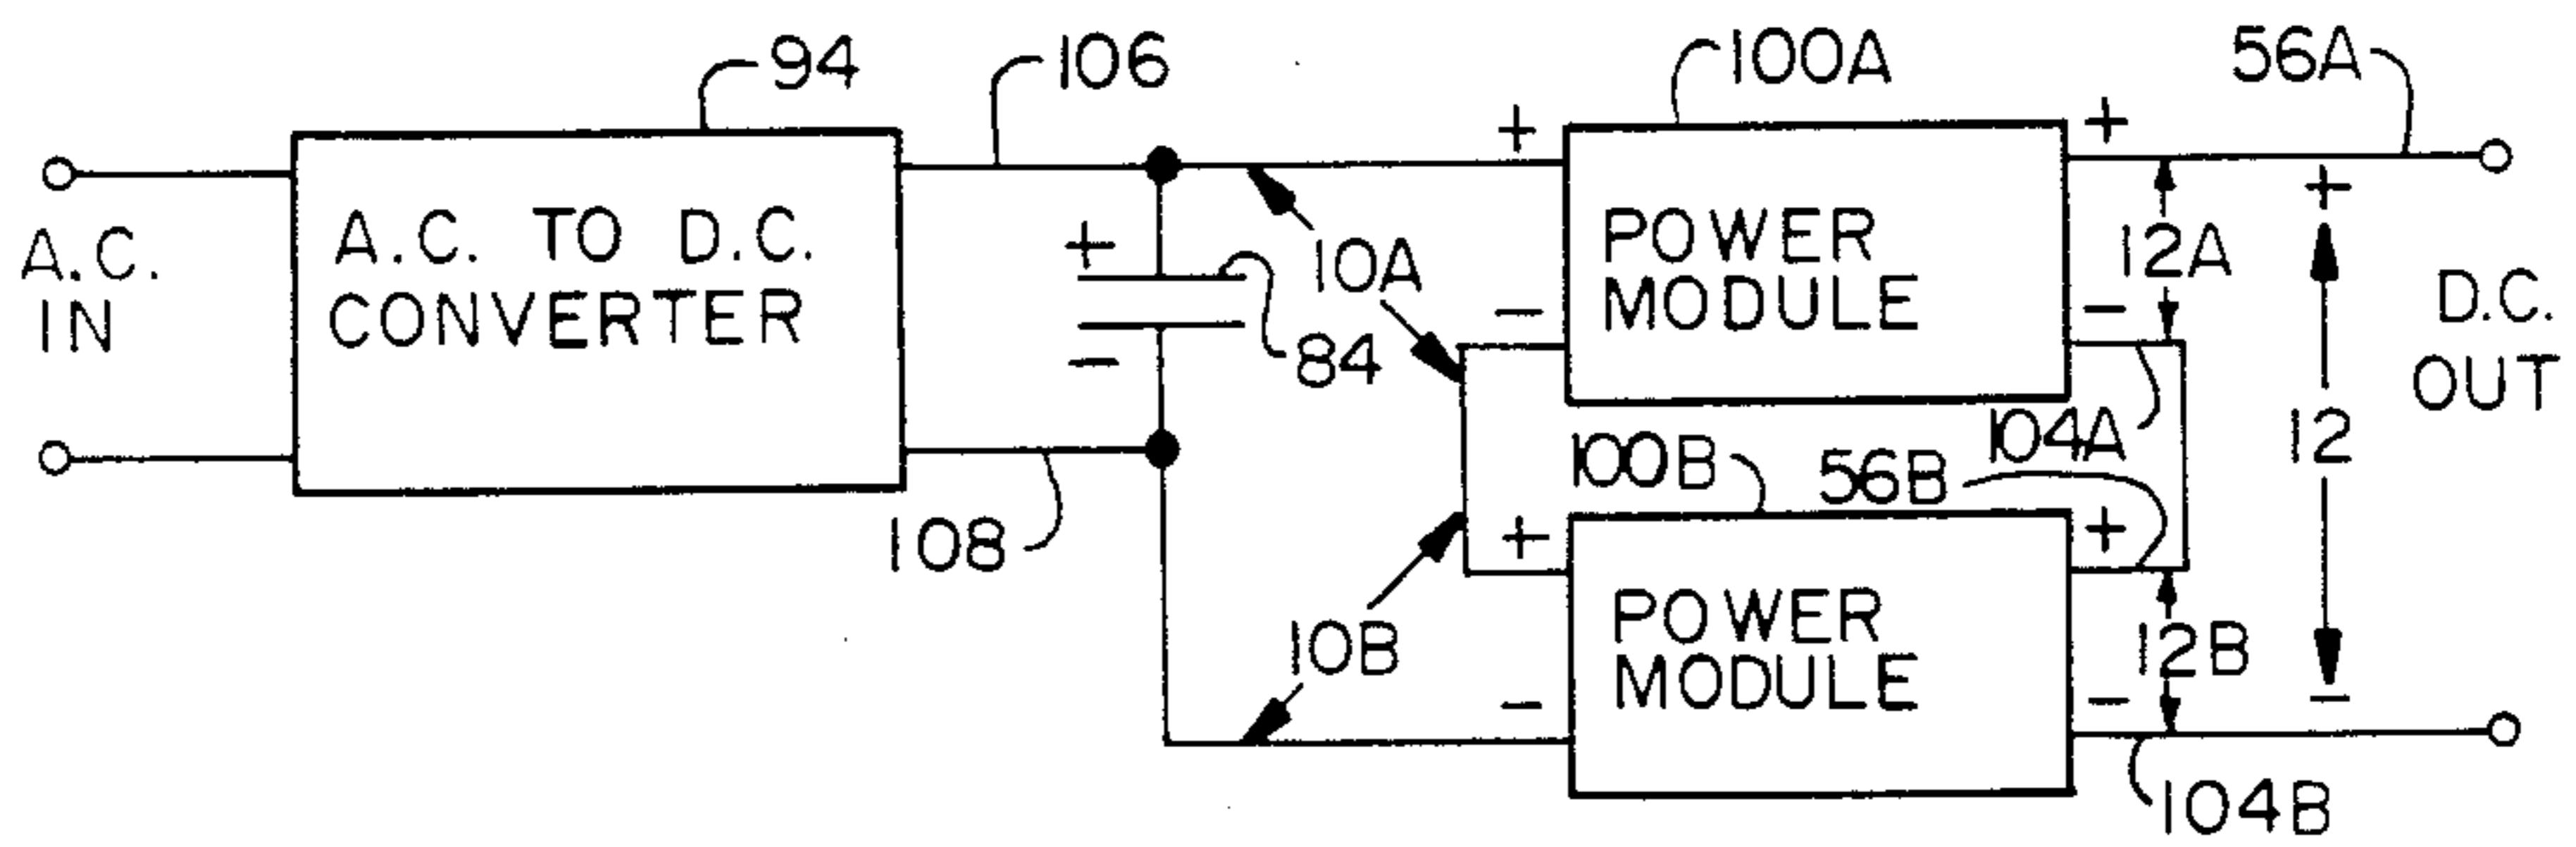 94
106
100A
56A
+
+
A.C.
IN
A.C. TO D.C.
CONVERTER
+
-
84
10A
-
POWER
MODULE
12A
-
+
12
-
D.C.
OUT
104A
108
100B
56B
+
+
10B
-
POWER
MODULE
12B
-
104B